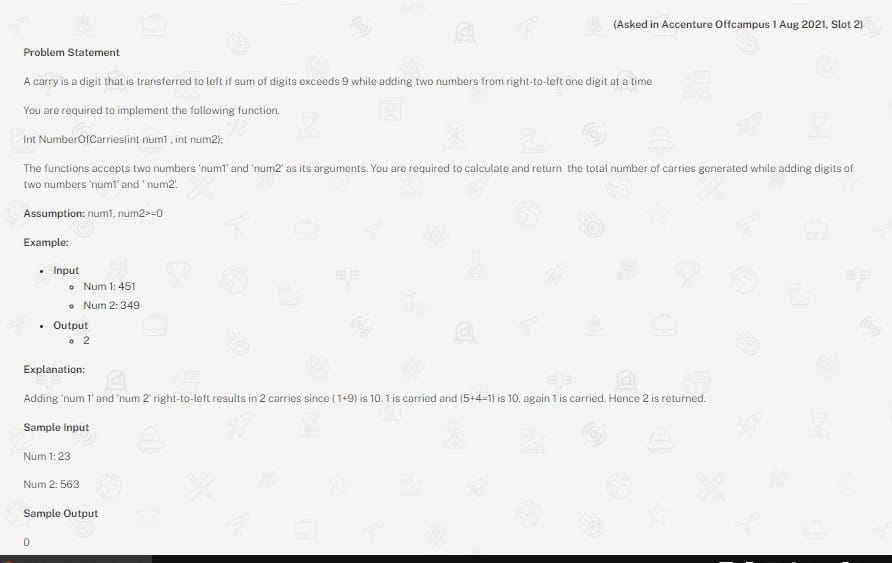 (Asked in Accenture Offcampus 1 Aug 2021, Slot 2)
Problem Statement
A carry is a digit that is transferred to left if sum of digits exceeds 9 while adding two numbers from right-to-left one digit at a time
You are required to implement the following function.
Int NumberOfCarries(int num1 , int num2);
The functions accepts two numbers 'num1' and 'num2' as its arguments. You are required to calculate and return the total number of carries generated while adding digits of
two numbers 'num1' and ' num2'.
Assumption: num1, num2>=0
Example:
• Input
∘ Num 1: 451
∘ Num 2: 349
• Output
∘ 2
Explanation:
Adding 'num 1' and 'num 2' right-to-left results in 2 carries since ( 1+9) is 10. 1 is carried and (5+4=1) is 10, again 1 is carried. Hence 2 is returned.
Sample Input
Num 1: 23
Num 2: 563
Sample Output
0